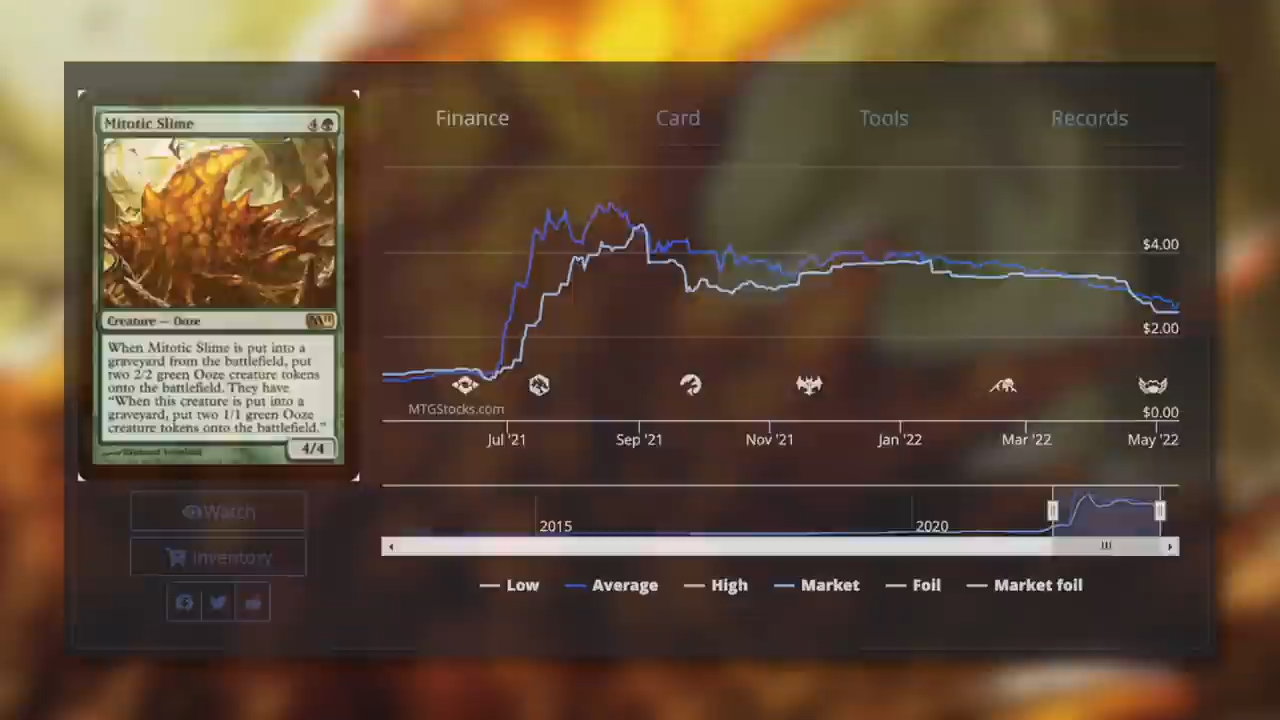 Finance
Card
Tools
Records
Mitotic Slime
4
Creature — Ooze
When Mitotic Slime is put into a
graveyard from the battlefield, put
two 2/2 green Ooze creature tokens
onto the battlefield. They have
“When this creature is put into a
graveyard, put two 1/1 green Ooze
creature tokens onto the battlefield.”
4/4
$4.00
$2.00
$0.00
MTGStocks.com
Jul '21
Sep '21
Nov '21
Jan '22
Mar '22
May '22
2015
2020
Low
Average
High
Market
Foil
Market foil
Watch
Inventory